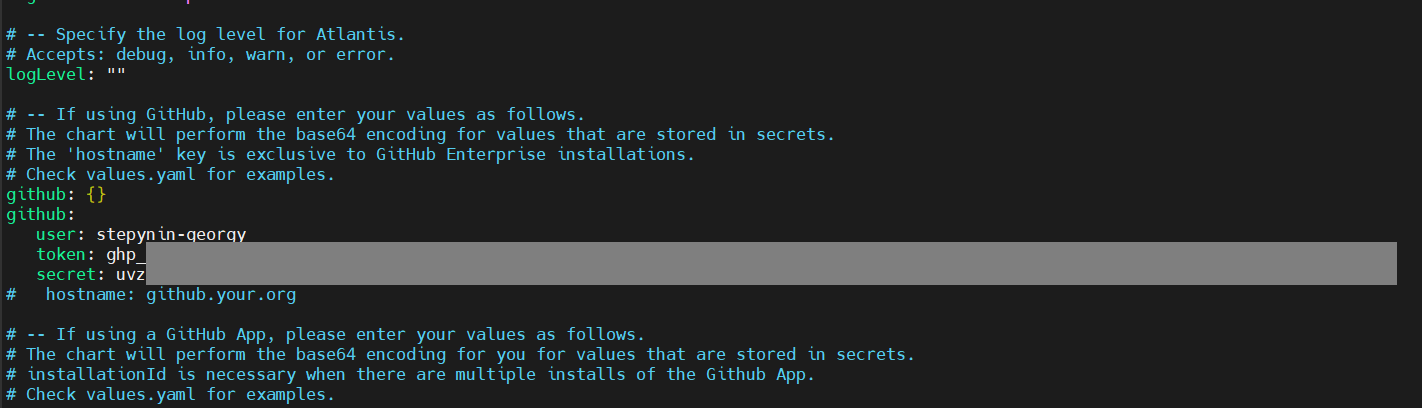 # -- Specify the log level for Atlantis.
# Accepts: debug, info, warn, or error.
logLevel: ""
# -- If using GitHub, please enter your values as follows.
# The chart will perform the base64 encoding for values that are stored in secrets.
# The 'hostname' key is exclusive to GitHub Enterprise installations.
# Check values.yaml for examples.
github: {}
github:
   user: stepynin-georgy
   token: ghp_
   secret: uvz
#   hostname: github.your.org
# -- If using a GitHub App, please enter your values as follows.
# The chart will perform the base64 encoding for you for values that are stored in secrets.
# installationId is necessary when there are multiple installs of the Github App.
# Check values.yaml for examples.